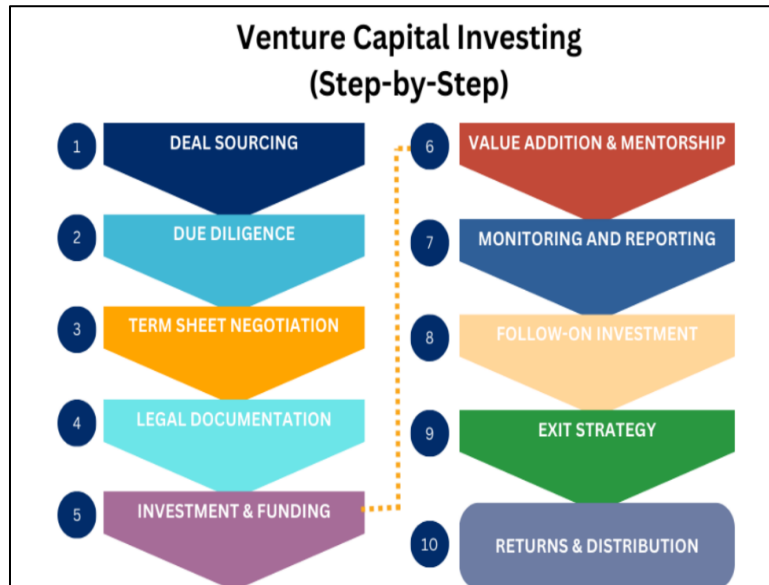 Venture Capital Investing
(Step-by-Step)
1
DEAL SOURCING
2
DUE DILIGENCE
3
TERM SHEET NEGOTIATION
4
LEGAL DOCUMENTATION
5
INVESTMENT & FUNDING
6
VALUE ADDITION & MENTORSHIP
7
MONITORING AND REPORTING
8
FOLLOW-ON INVESTMENT
9
EXIT STRATEGY
10
RETURNS & DISTRIBUTION